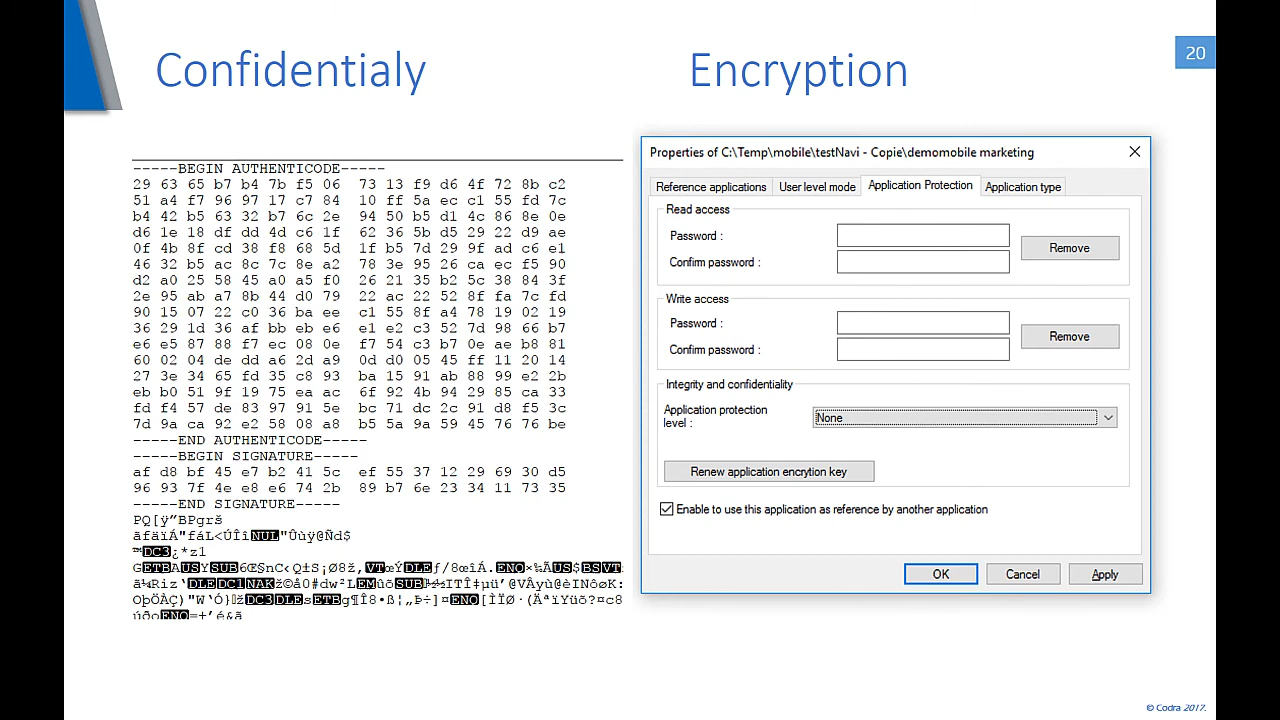 Confidentialy
Encryption
20
-----BEGIN AUTHENTICODE-----
29 63 65 b7 b4 7b f5 06 73 13 f9 d6 4f 72 8b c2
51 a4 f7 96 97 17 c7 84 10 ff 5a ec c1 55 fd 7c
b4 42 b5 63 32 b7 6c 2e 94 50 b5 d1 4c 86 8e 0e
d6 1e 18 df dd 4d c6 1f 62 36 5b d5 29 22 d9 ae
0f 4b 8f cd 38 f8 68 5d 1f b5 7d 29 9f ad c6 e1
46 32 b5 ac 8c 7c 8e a2 78 3e 95 26 ca ec f5 90
d2 a0 25 58 45 a0 a5 f0 26 21 35 b2 5c 38 84 3f
2e 95 ab a7 8b 44 d0 79 22 ac 22 52 8f fa 7c fd
90 15 07 22 c0 36 ba ee c1 55 8f a4 78 19 02 19
36 29 1d 36 af bb eb e6 e1 e2 c3 52 7d 98 66 b7
e6 e5 87 88 f7 ec 08 0e f7 54 c3 b7 0e ae b8 81
60 02 04 de dd a6 2d a9 0d d0 05 45 ff 11 20 14
27 3e 34 65 fd 35 c8 93 ba 15 91 ab 88 99 e2 2b
eb b0 51 9f 19 75 ea ac 6f 92 4b 94 29 85 ca 33
fd f4 57 de 83 97 91 5e bc 71 dc 2c 91 d8 f5 3c
7d 9a ca 92 e2 58 08 a8 b5 5a 9a 59 45 76 76 be
-----END AUTHENTICODE-----
-----BEGIN SIGNATURE-----
af d8 bf 45 e7 b2 41 5c ef 55 37 12 29 69 30 d5
96 93 7f 4e e8 e6 74 2b 89 b7 6e 23 34 11 73 35
-----END SIGNATURE-----
Properties of C:\Temp\mobile\testNavi - Copie\demomobile marketing
Reference applications User level mode Application Protection Application type
Read access
Password :
Confirm password :
Remove
Write access
Password :
Confirm password :
Remove
Integrity and confidentiality
Application protection
level :
None
Renew application encrytion key
Enable to use this application as reference by another application
OK Cancel Apply
© Codra 2017.